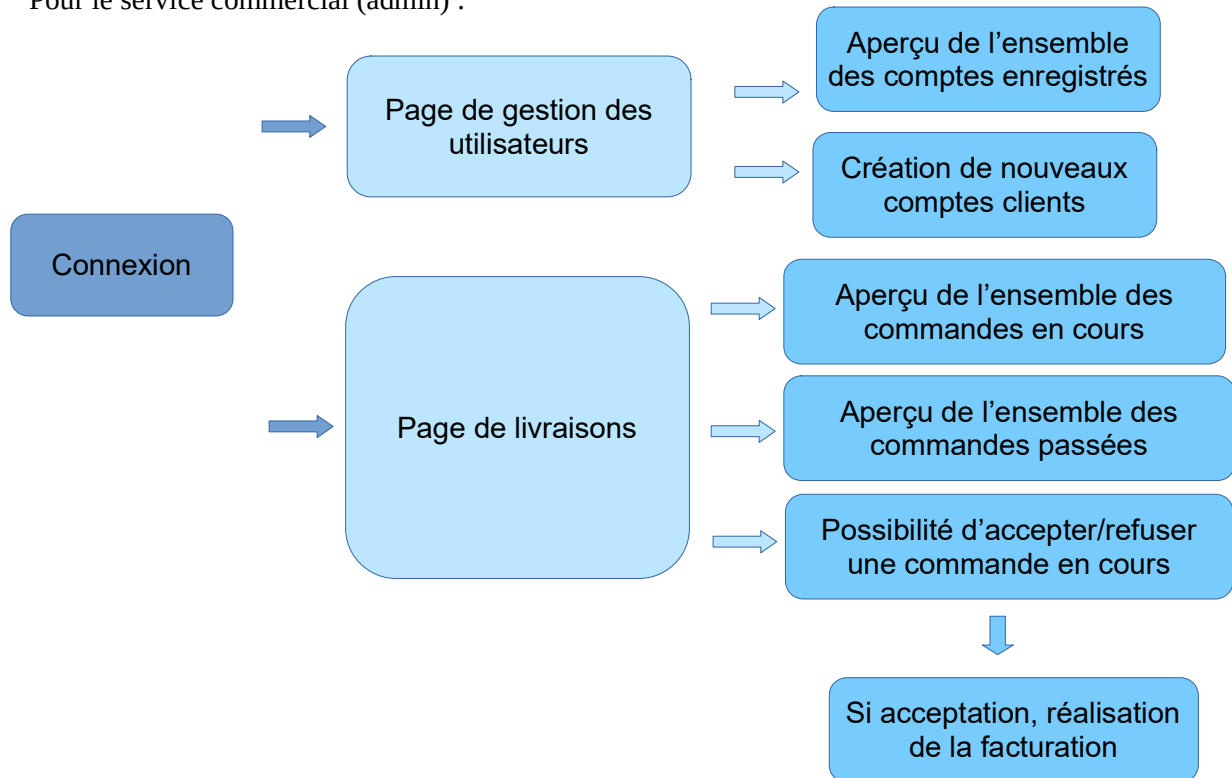 Pour le service commercial (admin) :
Aperçu de l’ensemble
des comptes enregistrés
Page de gestion des
utilisateurs
Création de nouveaux
comptes clients
Connexion
Aperçu de l’ensemble des
commandes en cours
Page de livraisons
Aperçu de l’ensemble des
commandes passées
Possibilité d’accepter/refuser
une commande en cours
Si acceptation, réalisation
de la facturation